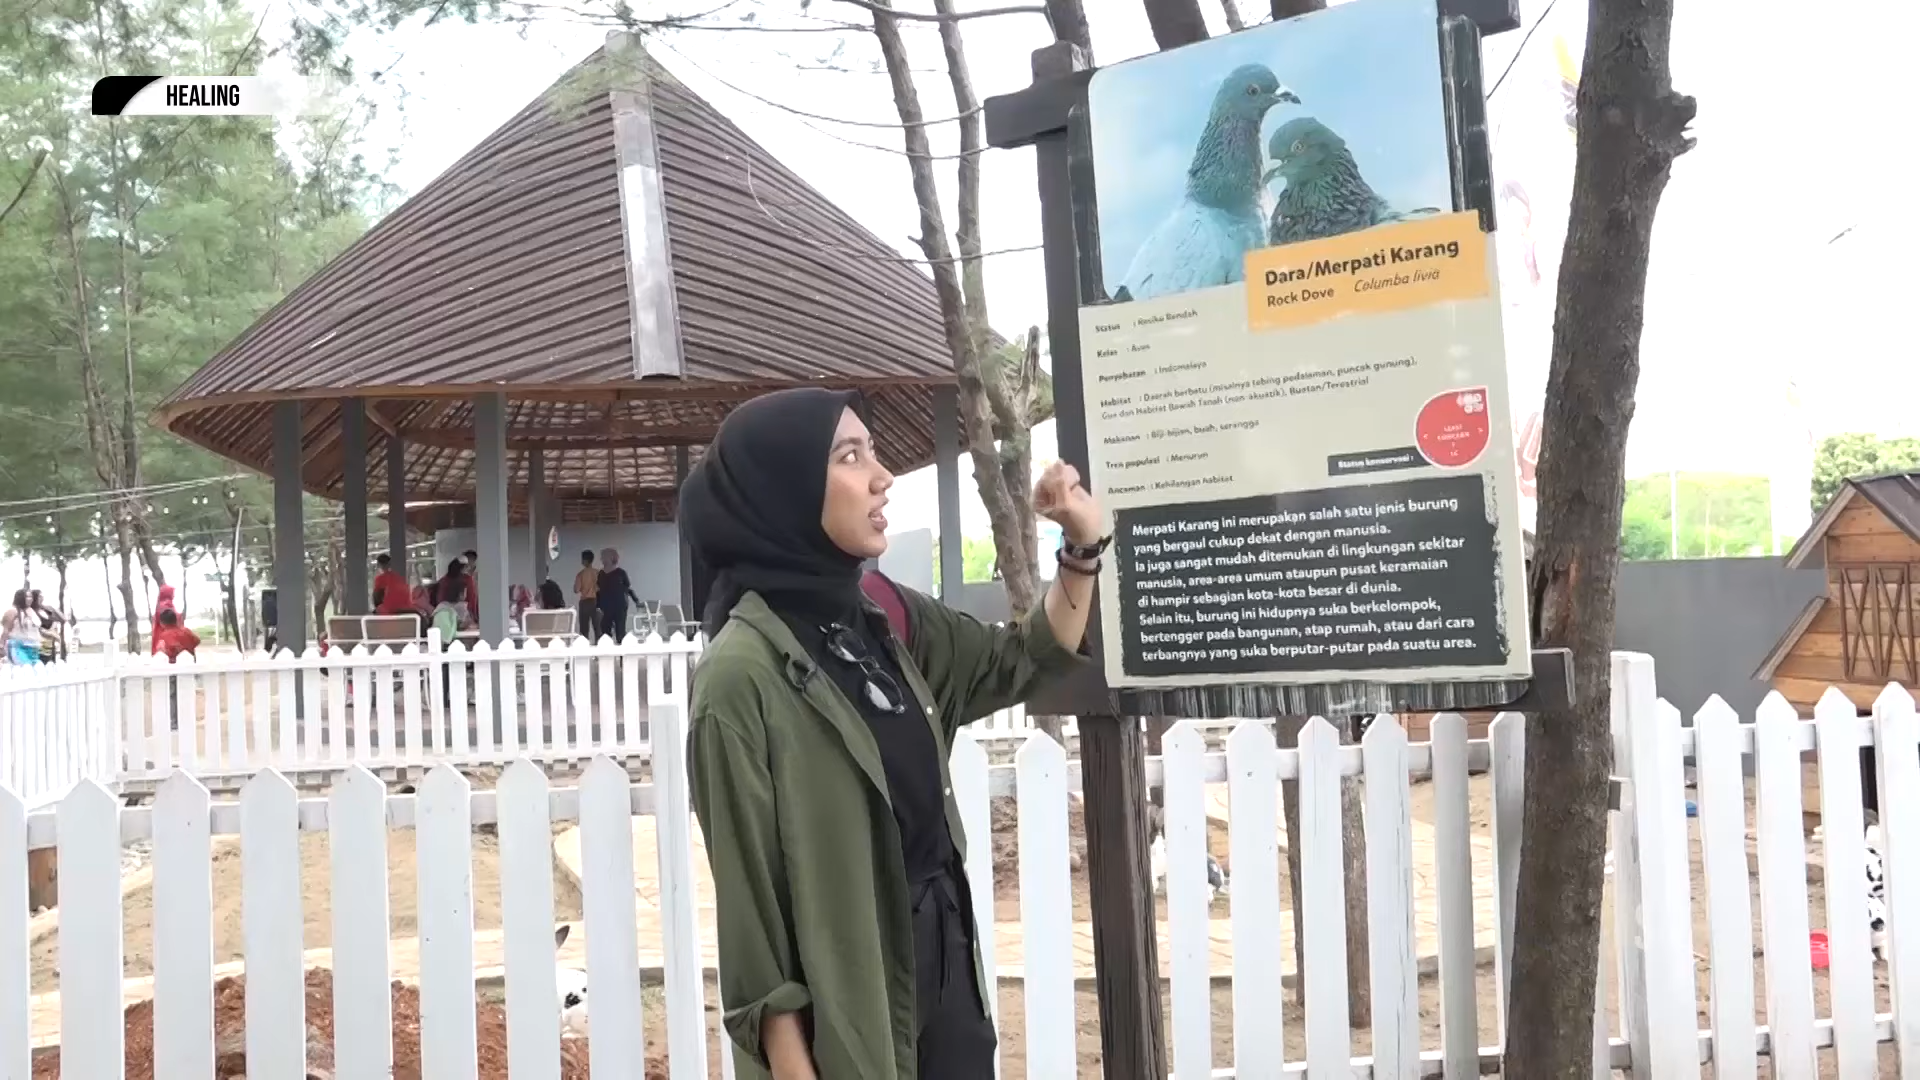 HEALING
Dara/Merpati Karang
Rock Dove Columba livia
Status : Resiko Rendah
Kelas : Aves
Penyebatan : Indomalaya
Habitat : Daerah berbatu (misalnya tebing pedalaman, puncak gunung),
Gua dan Habitat Bawah Tanah (non-akuatik), Buatan/Terestrial
Makanan : Biji-bijian, buah, serangga
Tren populasi : Menurun
Status konservasi :
LEAST
CONCERN
Ancaman : Kehilangan habitat
Merpati Karang ini merupakan salah satu jenis burung
yang bergaul cukup dekat dengan manusia.
Ia juga sangat mudah ditemukan di lingkungan sekitar
manusia, area-area umum ataupun pusat keramaian
di hampir sebagian kota-kota besar di dunia.
Selain itu, burung ini hidupnya suka berkelompok,
bertengger pada bangunan, atap rumah, atau dari cara
terbangnya yang suka berputar-putar pada suatu area.